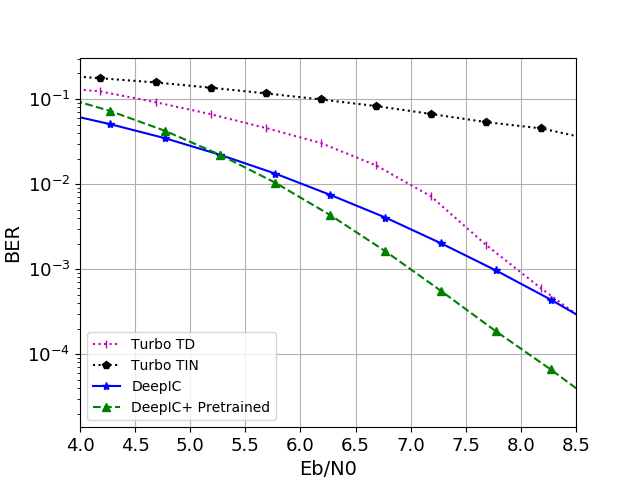 10⁻¹
10⁻²
10⁻³
10⁻⁴
BER
Turbo TD
Turbo TIN
DeepIC
DeepIC+ Pretrained
4.0 4.5 5.0 5.5 6.0 6.5 7.0 7.5 8.0 8.5
Eb/N0